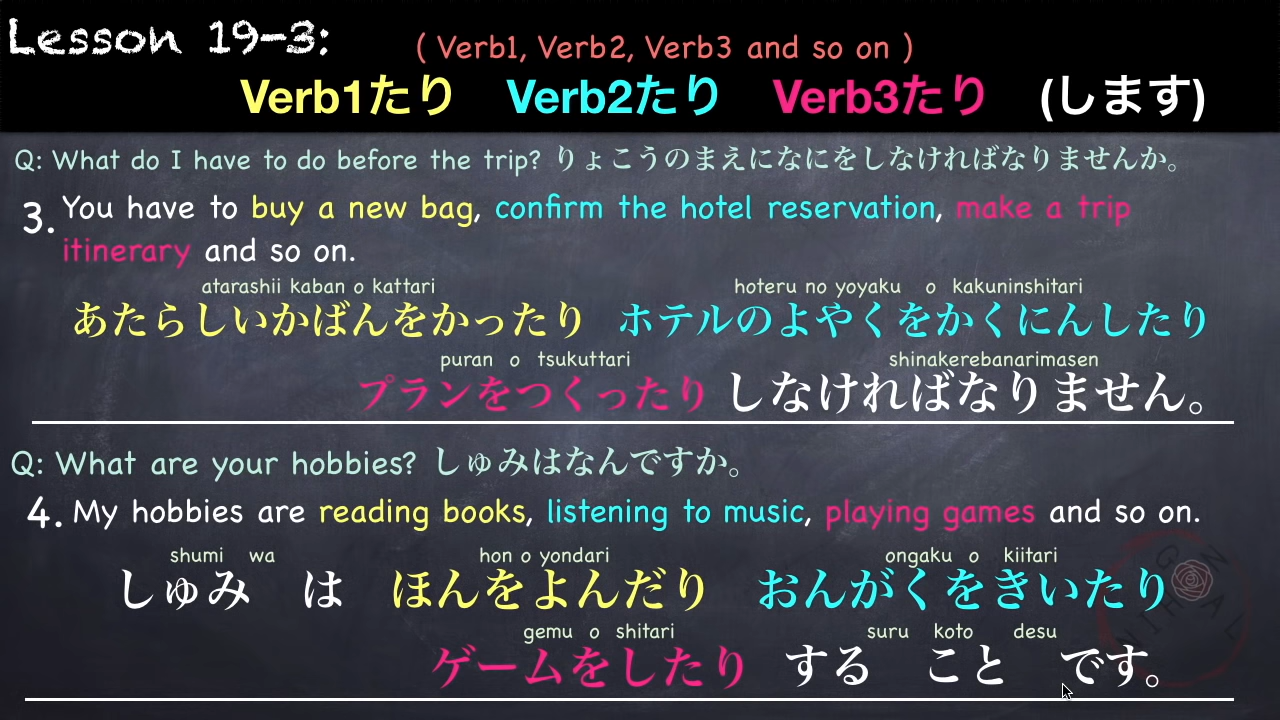 Lesson 19-3:
( Verb1, Verb2, Verb3 and so on )
Verb1たり Verb2たり Verb3たり (します)
Q: What do I have to do before the trip? りょこうのまえになにをしなければなりませんか。
3. You have to buy a new bag, confirm the hotel reservation, make a trip
itinerary and so on.
atarashii kaban o kattari hoteru no yoyaku o kakuninshitari
あたらしいかばんをかったり ホテルのよやくをかくにんしたり
puran o tsukuttari shinakerebanarimasen
プランをつくったり しなければなりません。
Q: What are your hobbies? しゅみはなんですか。
4. My hobbies are reading books, listening to music, playing games and so on.
shumi wa hon o yondari ongaku o kiitari
しゅみ は ほんをよんだり おんがくをきいたり
gemu o shitari suru koto desu
ゲームをしたり する こと です。